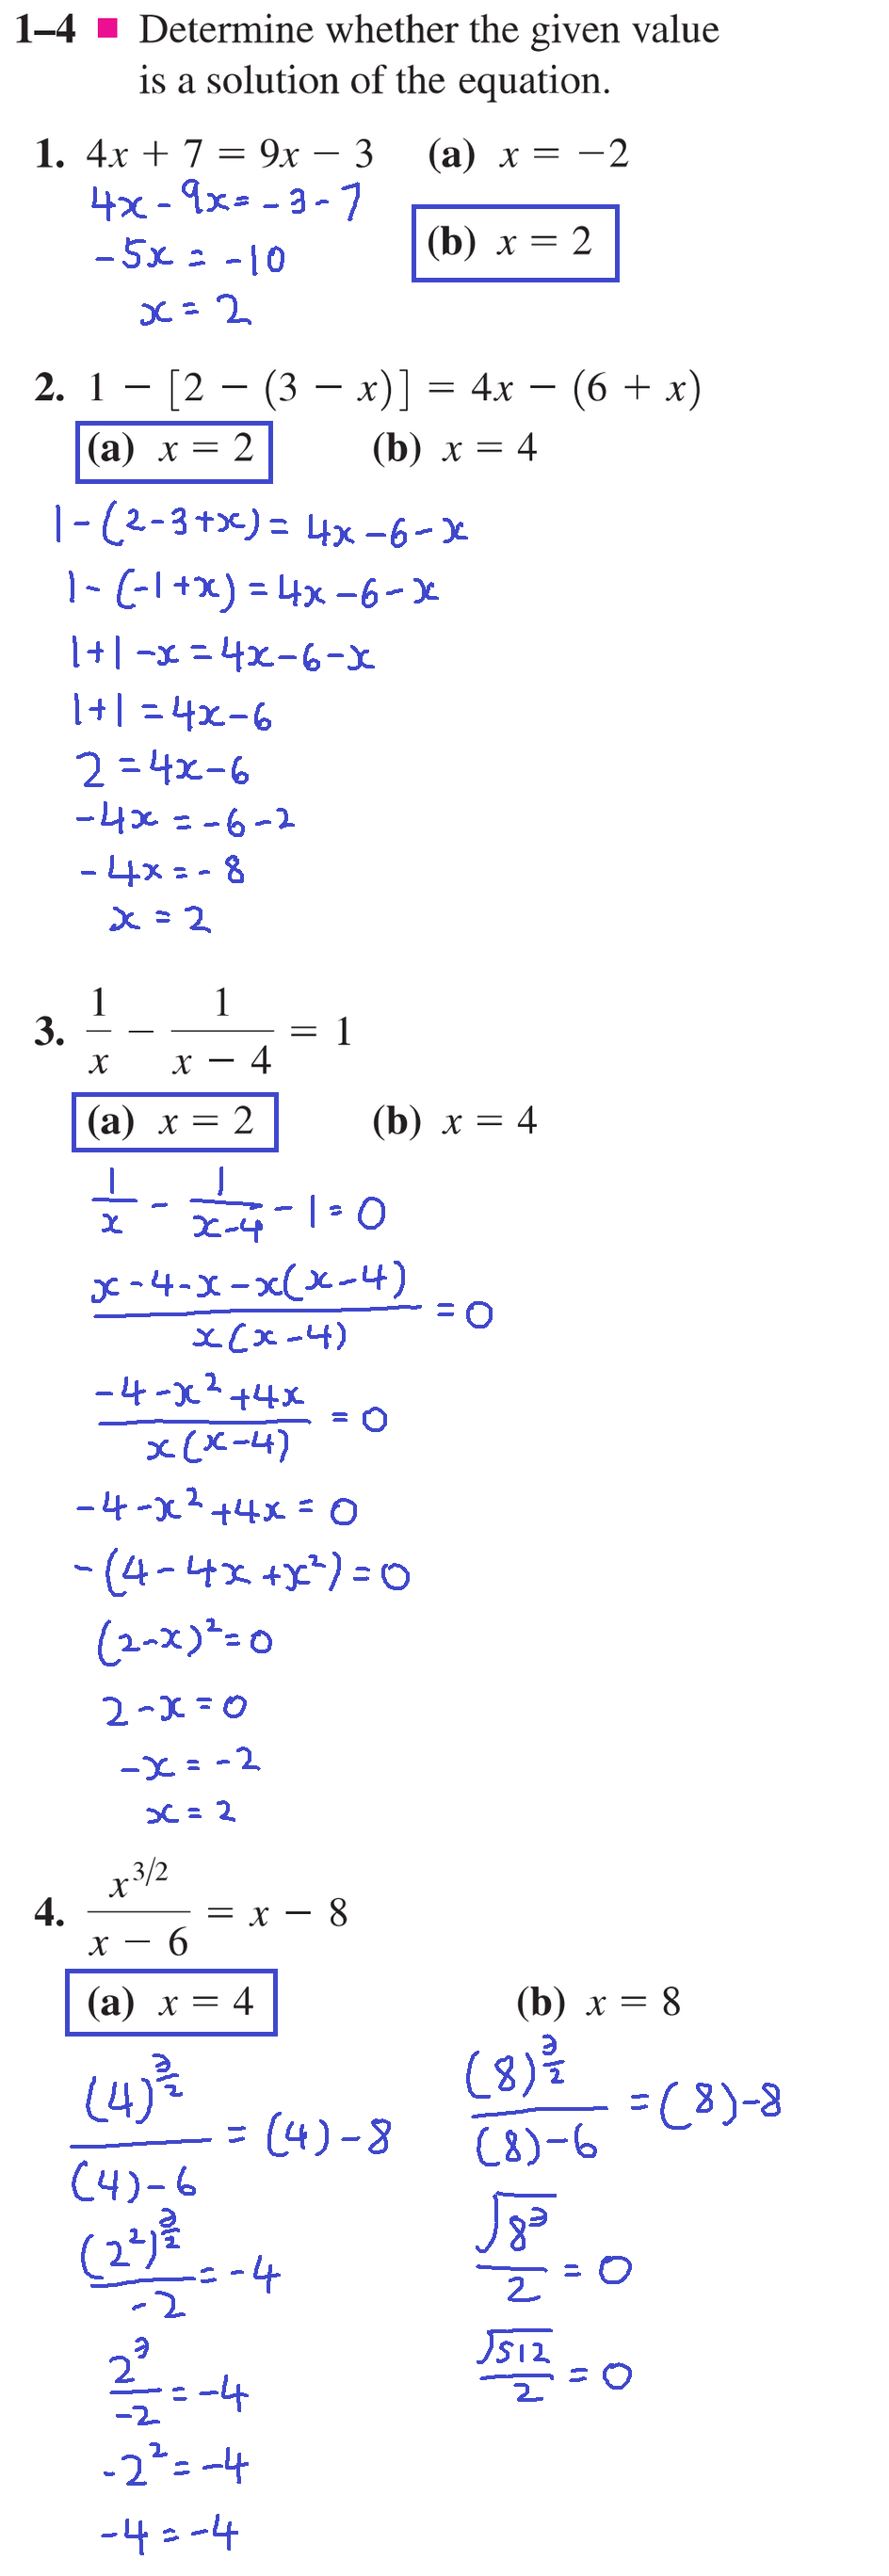 1–4 ■ Determine whether the given value
is a solution of the equation.
1. 4x + 7 = 9x − 3 (a) x = −2
4x - 9x = -3 - 7
(b) x = 2
-5x = -10
x = 2
2. 1 − [2 − (3 − x)] = 4x − (6 + x)
(a) x = 2 (b) x = 4
1-(2-3+x) = 4x-6-x
1-(-1+x) = 4x-6-x
1+1-x = 4x-6-x
1+1 = 4x-6
2 = 4x-6
-4x = -6-2
-4x = -8
x = 2
3. 1/x − 1/(x − 4) = 1
(a) x = 2 (b) x = 4
1/x - 1/(x-4) - 1 = 0
(x-4-x-x(x-4))/(x(x-4)) = 0
(-4-x²+4x)/(x(x-4)) = 0
-4-x²+4x = 0
-(4-4x+x²) = 0
(2-x)² = 0
2-x = 0
-x = -2
x = 2
4. x^(3/2)/(x − 6) = x − 8
(a) x = 4 (b) x = 8
(4)^(3/2)/((4)-6) = (4)-8
(8)^(3/2)/((8)-6) = (8)-8
(2²)^(3/2)/(-2) = -4
√(8³)/2 = 0
2³/(-2) = -4
√512/2 = 0
-2² = -4
-4 = -4